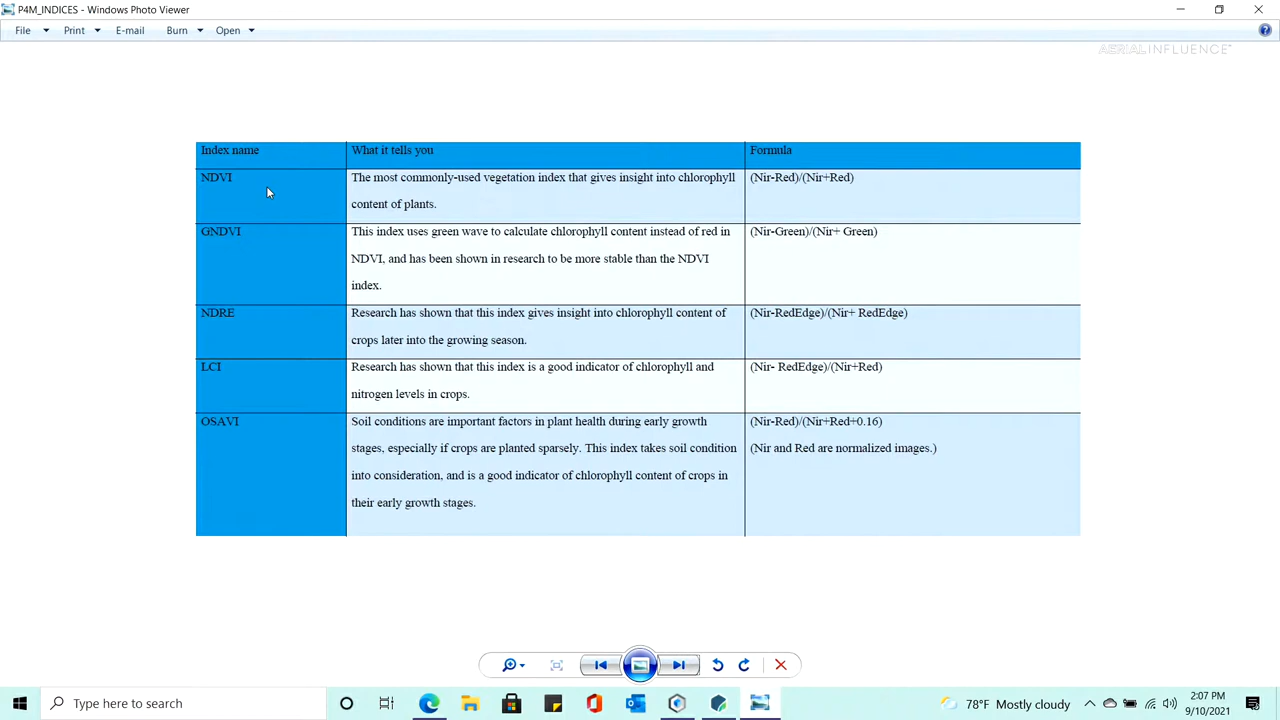 P4M_INDICES - Windows Photo Viewer
File Print E-mail Burn Open
AERIAL INFLUENCE
Index name What it tells you Formula
NDVI The most commonly-used vegetation index that gives insight into chlorophyll (Nir-Red)/(Nir+Red)
content of plants.
GNDVI This index uses green wave to calculate chlorophyll content instead of red in (Nir-Green)/(Nir+ Green)
NDVI, and has been shown in research to be more stable than the NDVI
index.
NDRE Research has shown that this index gives insight into chlorophyll content of (Nir-RedEdge)/(Nir+ RedEdge)
crops later into the growing season.
LCI Research has shown that this index is a good indicator of chlorophyll and (Nir- RedEdge)/(Nir+Red)
nitrogen levels in crops.
OSAVI Soil conditions are important factors in plant health during early growth (Nir-Red)/(Nir+Red+0.16)
stages, especially if crops are planted sparsely. This index takes soil condition (Nir and Red are normalized images.)
into consideration, and is a good indicator of chlorophyll content of crops in
their early growth stages.
Type here to search 78°F Mostly cloudy 2:07 PM
9/10/2021